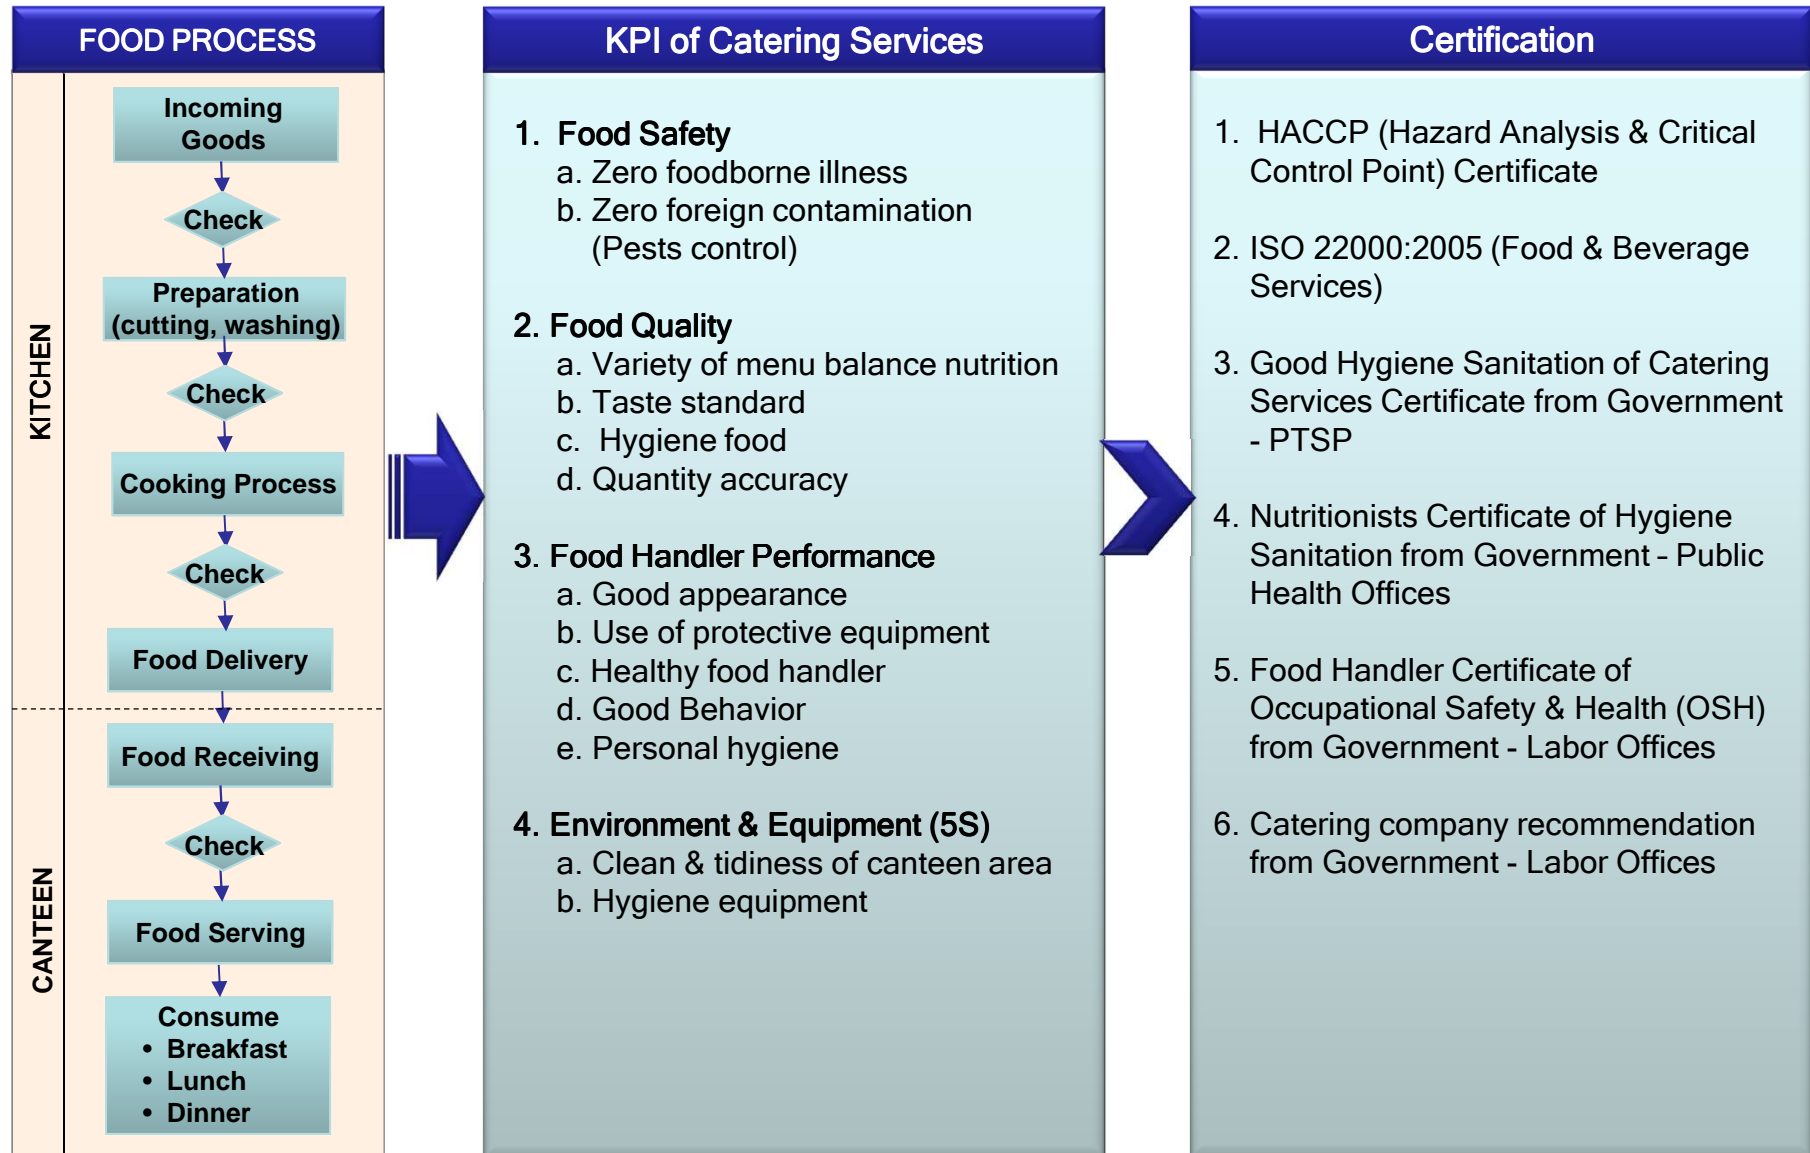 FOOD PROCESS
KITCHEN
Incoming
Goods
Check
Preparation
(cutting, washing)
Check
Cooking Process
Check
Food Delivery
CANTEEN
Food Receiving
Check
Food Serving
Consume
• Breakfast
• Lunch
• Dinner
KPI of Catering Services
1. Food Safety
a. Zero foodborne illness
b. Zero foreign contamination
(Pests control)
2. Food Quality
a. Variety of menu balance nutrition
b. Taste standard
c. Hygiene food
d. Quantity accuracy
3. Food Handler Performance
a. Good appearance
b. Use of protective equipment
c. Healthy food handler
d. Good Behavior
e. Personal hygiene
4. Environment & Equipment (5S)
a. Clean & tidiness of canteen area
b. Hygiene equipment
Certification
1. HACCP (Hazard Analysis & Critical
Control Point) Certificate
2. ISO 22000:2005 (Food & Beverage
Services)
3. Good Hygiene Sanitation of Catering
Services Certificate from Government
- PTSP
4. Nutritionists Certificate of Hygiene
Sanitation from Government – Public
Health Offices
5. Food Handler Certificate of
Occupational Safety & Health (OSH)
from Government - Labor Offices
6. Catering company recommendation
from Government - Labor Offices